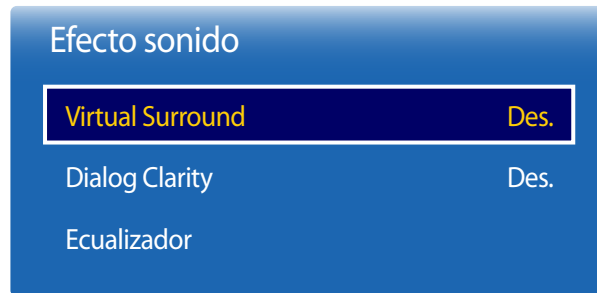 Efecto sonido
Virtual Surround Des.
Dialog Clarity Des.
Ecualizador